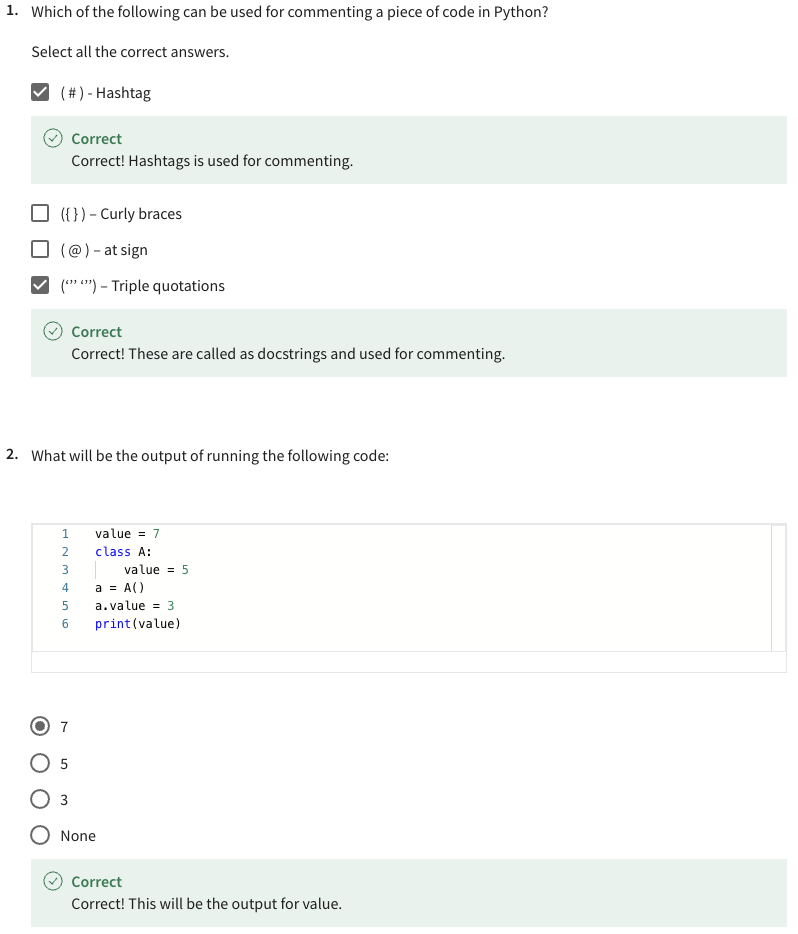 1. Which of the following can be used for commenting a piece of code in Python?
Select all the correct answers.
( # ) - Hashtag
Correct
Correct! Hashtags is used for commenting.
({ }) – Curly braces
( @ ) – at sign
(‘’’ ‘’’) – Triple quotations
Correct
Correct! These are called as docstrings and used for commenting.
2. What will be the output of running the following code:
1 value = 7
2 class A:
3     value = 5
4 a = A()
5 a.value = 3
6 print(value)
7
5
3
None
Correct
Correct! This will be the output for value.